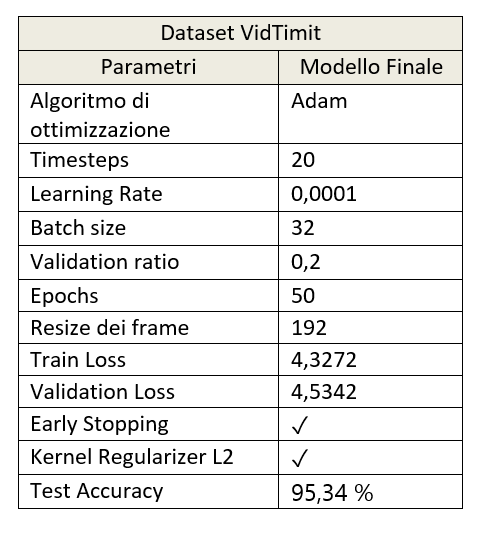 Dataset VidTimit
Parametri Modello Finale
Algoritmo di Adam
ottimizzazione
Timesteps 20
Learning Rate 0,0001
Batch size 32
Validation ratio 0,2
Epochs 50
Resize dei frame 192
Train Loss 4,3272
Validation Loss 4,5342
Early Stopping ✓
Kernel Regularizer L2 ✓
Test Accuracy 95,34 %